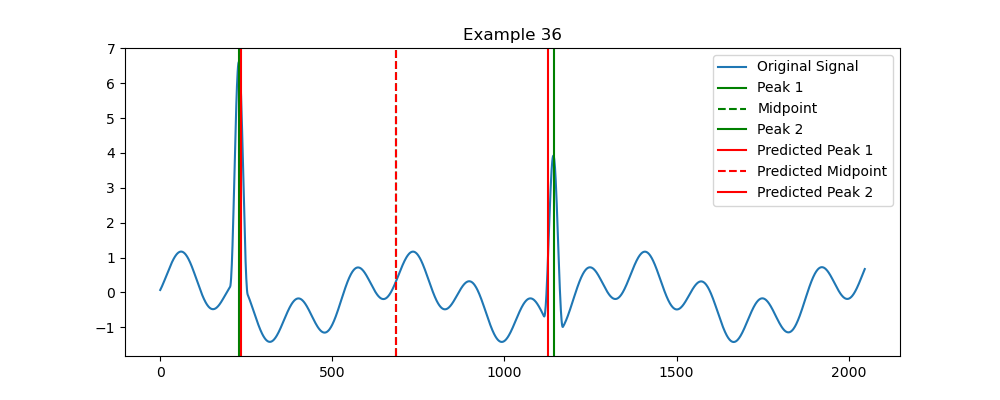 Example 36
7
6
5
4
3
2
1
0
−1
0
500
1000
1500
2000
Original Signal
Peak 1
Midpoint
Peak 2
Predicted Peak 1
Predicted Midpoint
Predicted Peak 2